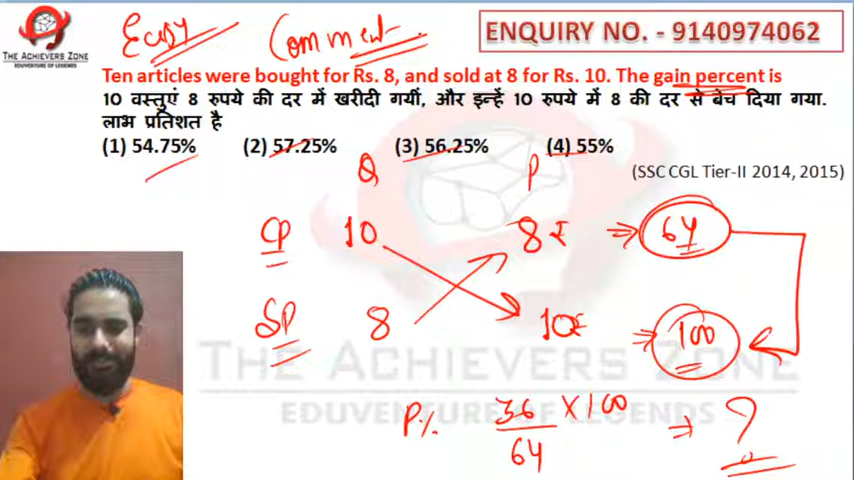 THE ACHIEVERS ZONE
EDUVENTURE OF LEGENDS
Easy Comment
ENQUIRY NO. - 9140974062
Ten articles were bought for Rs. 8, and sold at 8 for Rs. 10. The gain percent is
10 वस्तुएं 8 रुपये की दर में खरीदी गयीं, और इन्हें 10 रुपये में 8 की दर से बेच दिया गया.
लाभ प्रतिशत है
(1) 54.75% (2) 57.25% (3) 56.25% (4) 55%
(SSC CGL Tier-II 2014, 2015)
Q P
CP 10 8₹ ⇒ 64
SP 8 10₹ ⇒ 100
THE ACHIEVERS ZONE
EDUVENTURE OF LEGENDS
P% 36/64 × 100 ⇒ ?